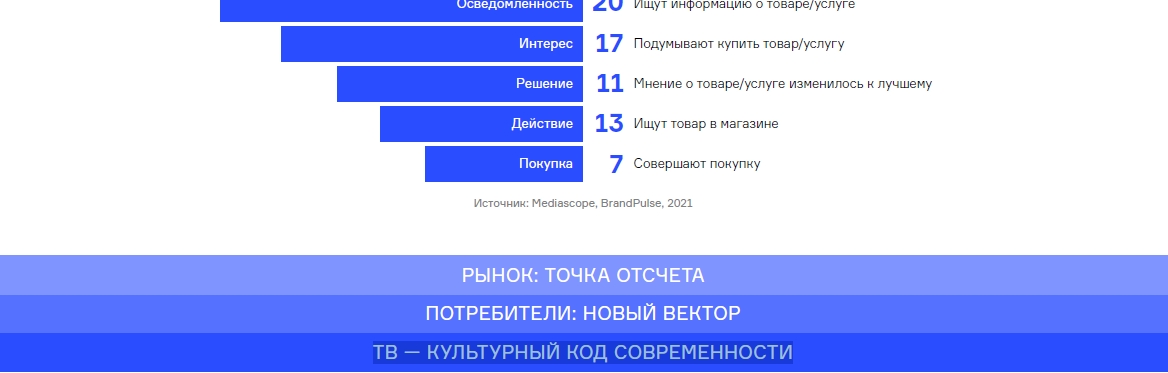 Осведомленность 20 Ищут информацию о товаре/услуге
Интерес 17 Подумывают купить товар/услугу
Решение 11 Мнение о товаре/услуге изменилось к лучшему
Действие 13 Ищут товар в магазине
Покупка 7 Совершают покупку
Источник: Mediascope, BrandPulse, 2021
РЫНОК: ТОЧКА ОТСЧЕТА
ПОТРЕБИТЕЛИ: НОВЫЙ ВЕКТОР
ТВ — КУЛЬТУРНЫЙ КОД СОВРЕМЕННОСТИ